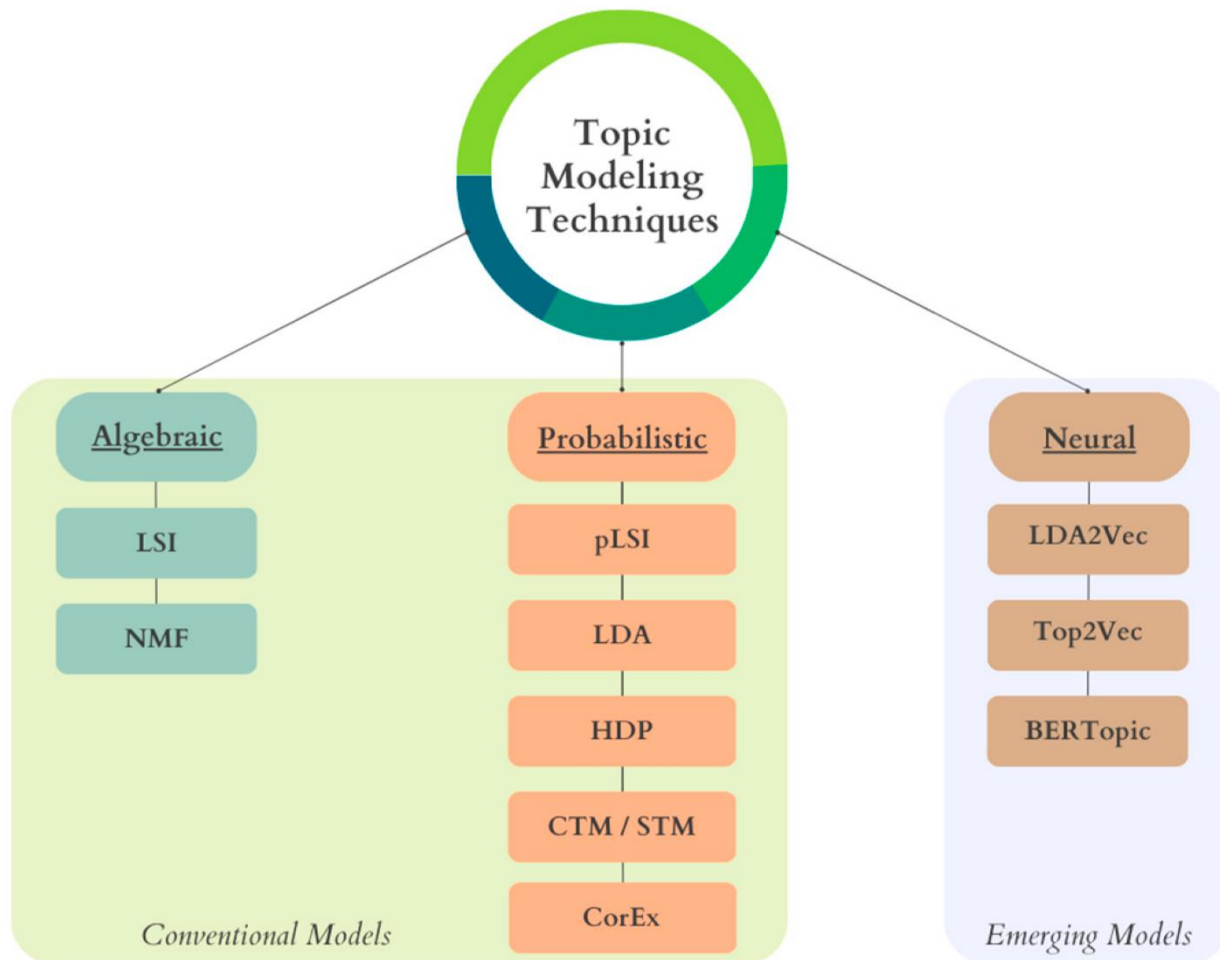 Topic
Modeling
Techniques
Algebraic
LSI
NMF
Probabilistic
pLSI
LDA
HDP
CTM / STM
CorEx
Conventional Models
Neural
LDA2Vec
Top2Vec
BERTopic
Emerging Models